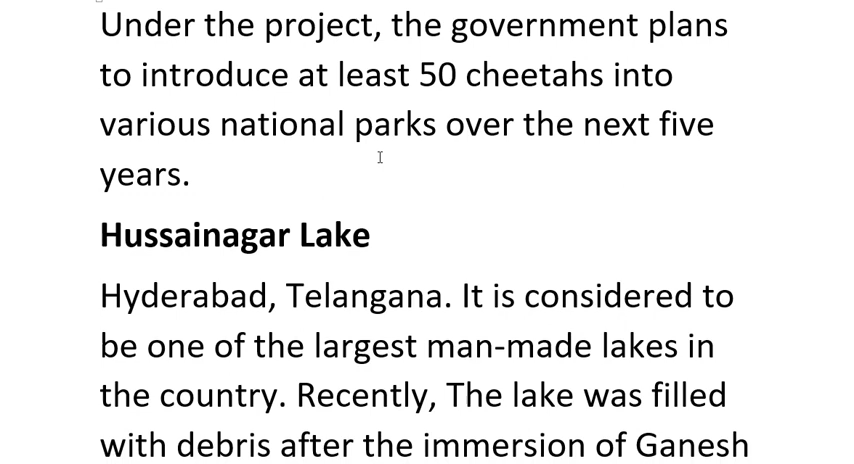 Under the project, the government plans
to introduce at least 50 cheetahs into
various national parks over the next five
years.
Hussainagar Lake
Hyderabad, Telangana. It is considered to
be one of the largest man-made lakes in
the country. Recently, The lake was filled
with debris after the immersion of Ganesh